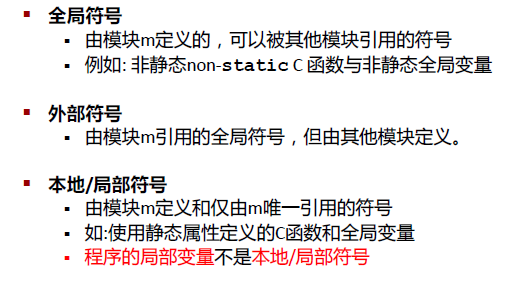 全局符号
由模块m定义的，可以被其他模块引用的符号
例如: 非静态non-static C 函数与非静态全局变量
外部符号
由模块m引用的全局符号，但由其他模块定义。
本地/局部符号
由模块m定义和仅由m唯一引用的符号
如:使用静态属性定义的C函数和全局变量
程序的局部变量不是本地/局部符号